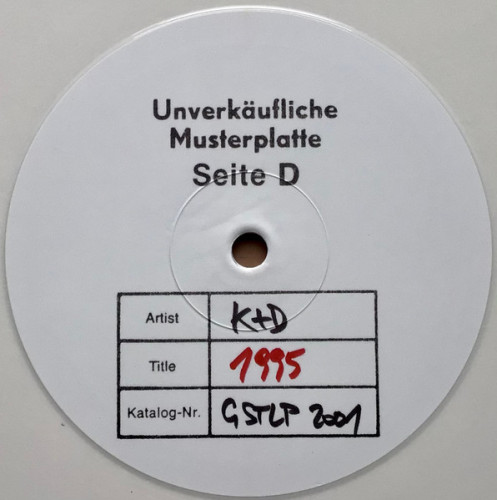 Unverkäufliche
Musterplatte
Seite D
Artist K+D
Title 1995
Katalog-Nr. GSTLP 2001